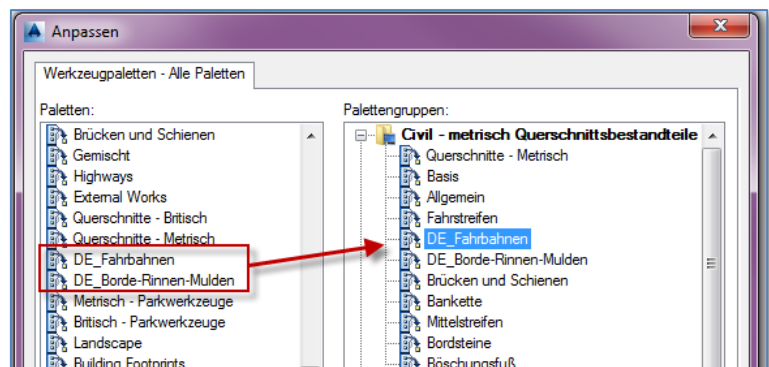 Anpassen
Werkzeugpaletten - Alle Paletten
Paletten:
Brücken und Schienen
Gemischt
Highways
External Works
Querschnitte - Britisch
Querschnitte - Metrisch
DE_Fahrbahnen
DE_Borde-Rinnen-Mulden
Metrisch - Parkwerkzeuge
Britisch - Parkwerkzeuge
Landscape
Building Footprints
Palettengruppen:
Civil - metrisch Querschnittsbestandteile
Querschnitte - Metrisch
Basis
Allgemein
Fahrstreifen
DE_Fahrbahnen
DE_Borde-Rinnen-Mulden
Brücken und Schienen
Bankette
Mittelstreifen
Bordsteine
Böschungsfuß